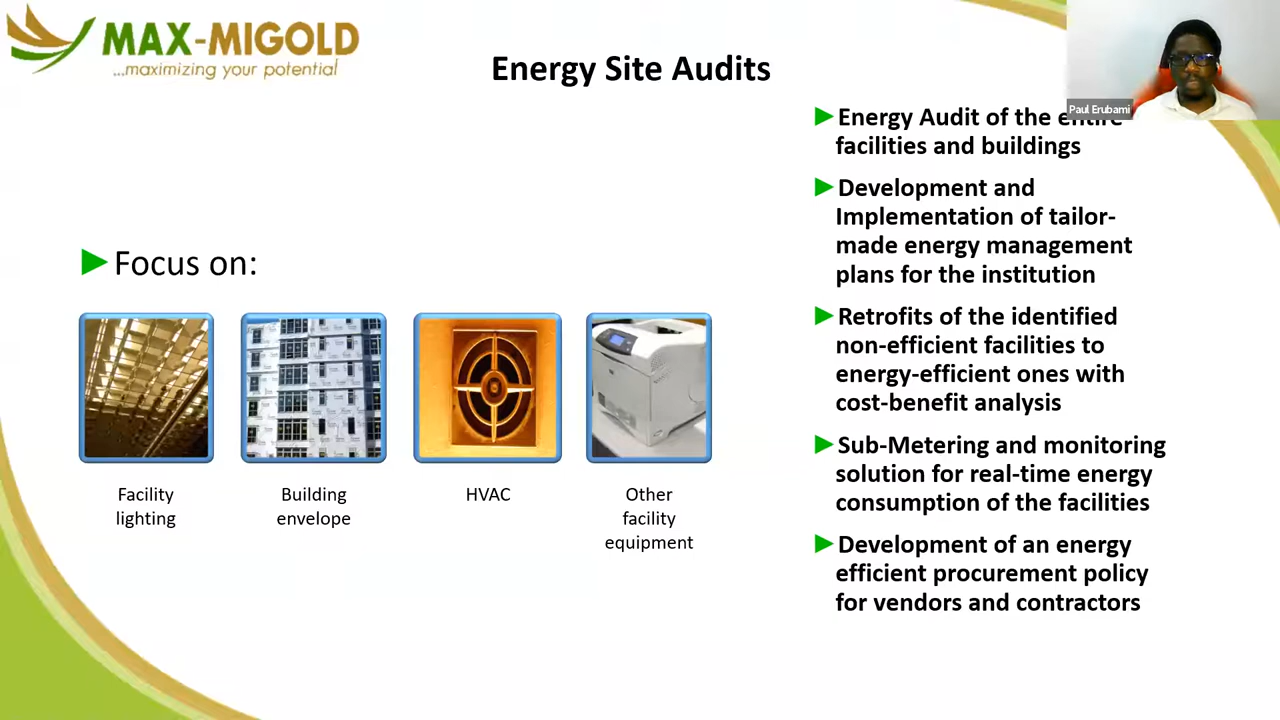 MAX-MIGOLD
...maximizing your potential
Energy Site Audits
Paul Erubami
►Focus on:
Facility
lighting
Building
envelope
HVAC
Other
facility
equipment
►Energy Audit of the entire
facilities and buildings
►Development and
Implementation of tailor-
made energy management
plans for the institution
►Retrofits of the identified
non-efficient facilities to
energy-efficient ones with
cost-benefit analysis
►Sub-Metering and monitoring
solution for real-time energy
consumption of the facilities
►Development of an energy
efficient procurement policy
for vendors and contractors